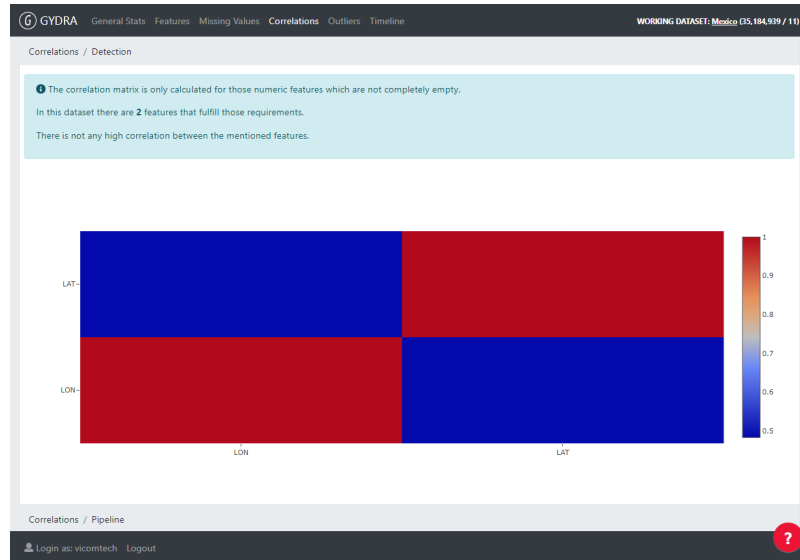 G GYDRA General Stats Features Missing Values Correlations Outliers Timeline WORKING DATASET: Mexico (35,184,939 / 11)
Correlations / Detection
The correlation matrix is only calculated for those numeric features which are not completely empty.
In this dataset there are 2 features that fulfill those requirements.
There is not any high correlation between the mentioned features.
1
0.9
LAT
0.8
0.7
0.6
LON
0.5
LON LAT
Correlations / Pipeline
?
Login as: vicomtech Logout